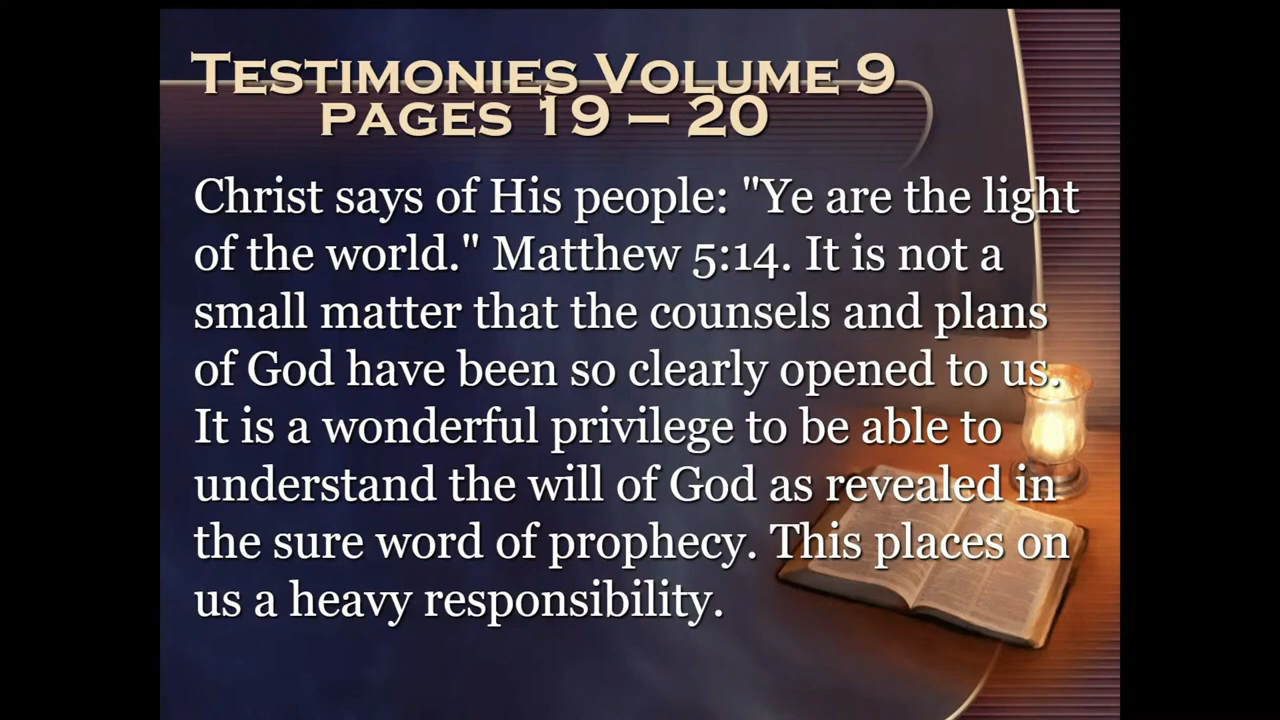 TESTIMONIES VOLUME 9
PAGES 19 – 20
Christ says of His people: "Ye are the light
of the world." Matthew 5:14. It is not a
small matter that the counsels and plans
of God have been so clearly opened to us.
It is a wonderful privilege to be able to
understand the will of God as revealed in
the sure word of prophecy. This places on
us a heavy responsibility.